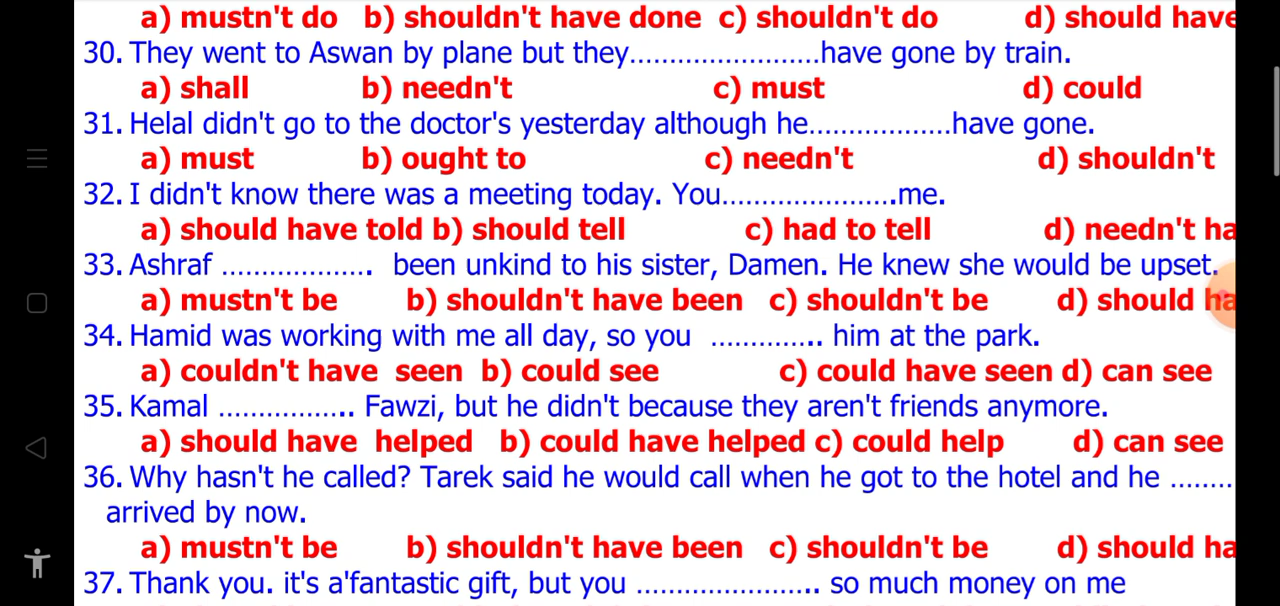 a) mustn't do b) shouldn't have done c) shouldn't do d) should have
30. They went to Aswan by plane but they.......................have gone by train.
a) shall b) needn't c) must d) could
31. Helal didn't go to the doctor's yesterday although he.................have gone.
a) must b) ought to c) needn't d) shouldn't
32. I didn't know there was a meeting today. You.....................me.
a) should have told b) should tell c) had to tell d) needn't ha
33. Ashraf ................... been unkind to his sister, Damen. He knew she would be upset.
a) mustn't be b) shouldn't have been c) shouldn't be d) should ha
34. Hamid was working with me all day, so you .............. him at the park.
a) couldn't have seen b) could see c) could have seen d) can see
35. Kamal ................. Fawzi, but he didn't because they aren't friends anymore.
a) should have helped b) could have helped c) could help d) can see
36. Why hasn't he called? Tarek said he would call when he got to the hotel and he ........
arrived by now.
a) mustn't be b) shouldn't have been c) shouldn't be d) should ha
37. Thank you. it's a'fantastic gift, but you ....................... so much money on me